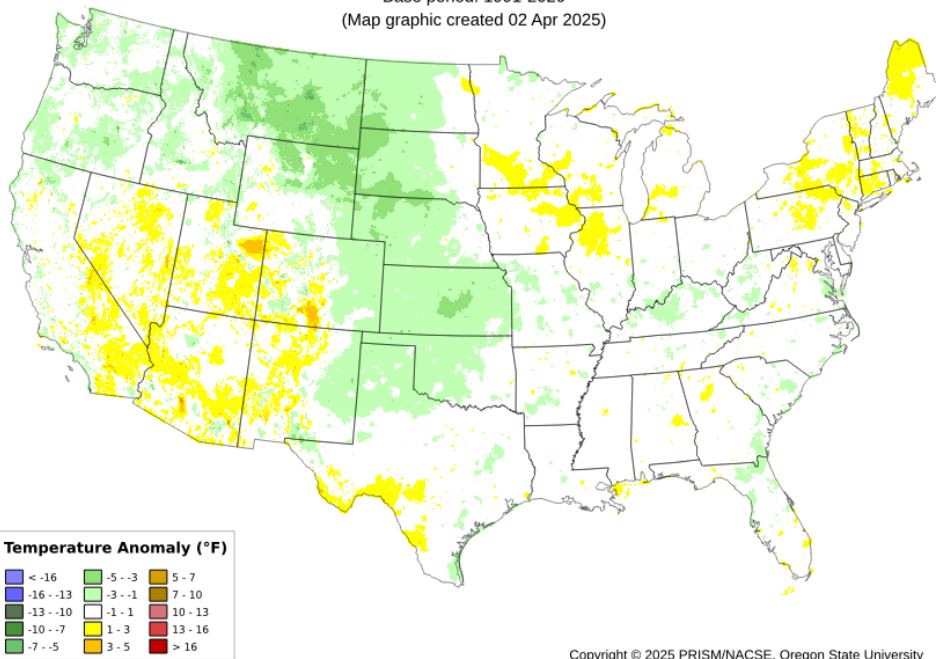 (Map graphic created 02 Apr 2025)
Temperature Anomaly (°F)
< -16
-16 - -13
-13 - -10
-10 - -7
-7 - -5
-5 - -3
-3 - -1
-1 - 1
1 - 3
3 - 5
5 - 7
7 - 10
10 - 13
13 - 16
> 16
Copyright © 2025 PRISM/NACSE, Oregon State University